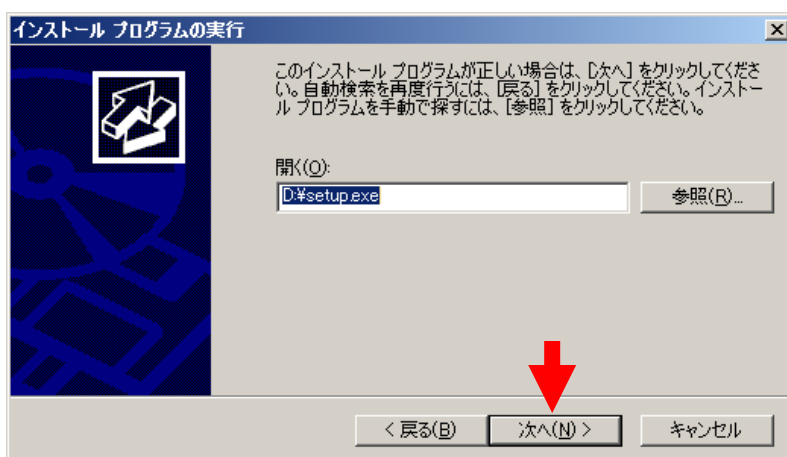 インストール プログラムの実行
このインストール プログラムが正しい場合は、[次へ] をクリックしてくださ
い。自動検索を再度行うには、[戻る] をクリックしてください。インストー
ル プログラムを手動で探すには、[参照] をクリックしてください。
開く(O):
D:¥setup.exe
参照(R)...
< 戻る(B)
次へ(N) >
キャンセル